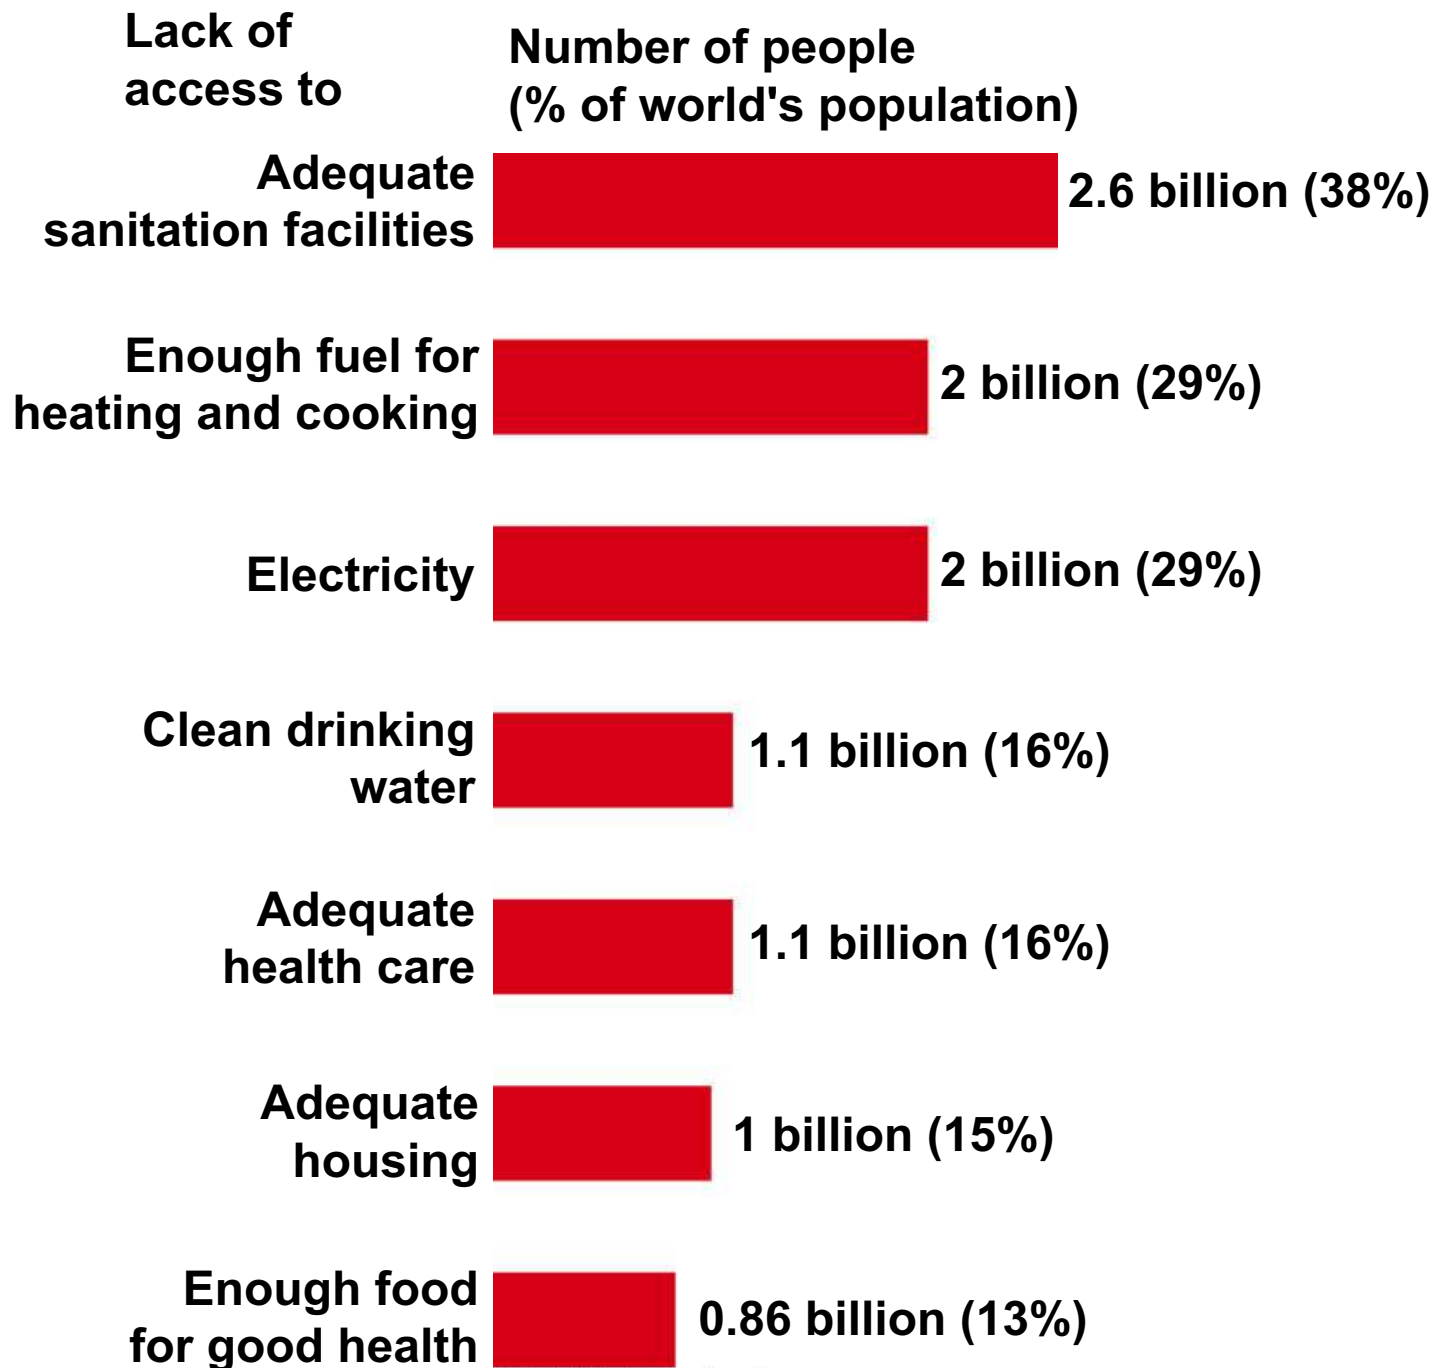 Lack of
access to
Number of people
(% of world's population)
Adequate
sanitation facilities
2.6 billion (38%)
Enough fuel for
heating and cooking
2 billion (29%)
Electricity
2 billion (29%)
Clean drinking
water
1.1 billion (16%)
Adequate
health care
1.1 billion (16%)
Adequate
housing
1 billion (15%)
Enough food
for good health
0.86 billion (13%)